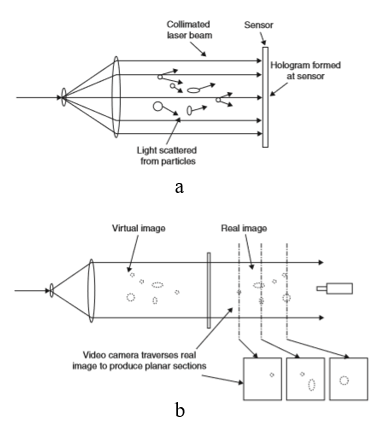 Collimated
laser beam
Sensor
Hologram formed
at sensor
Light scattered
from particles
a
Virtual image
Real image
Video camera traverses real
image to produce planar sections
b